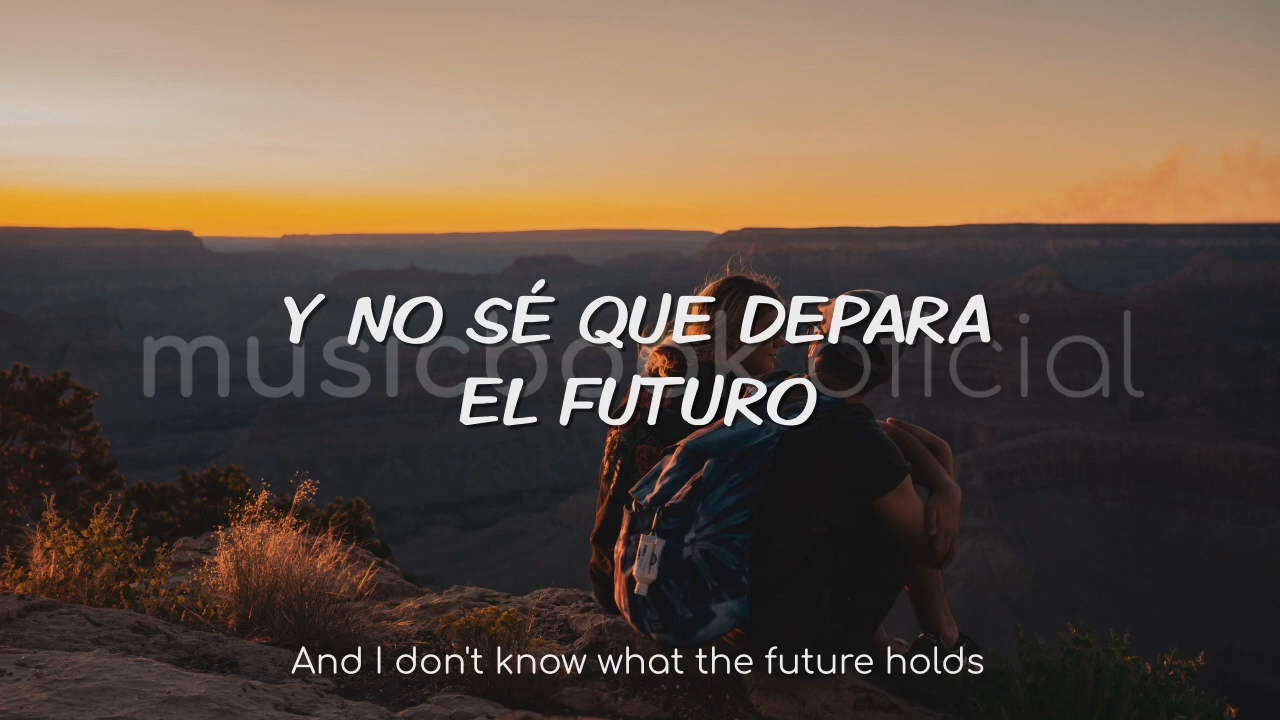 Y NO SÉ QUE DEPARA
musicbook oficial
EL FUTURO
And I don't know what the future holds